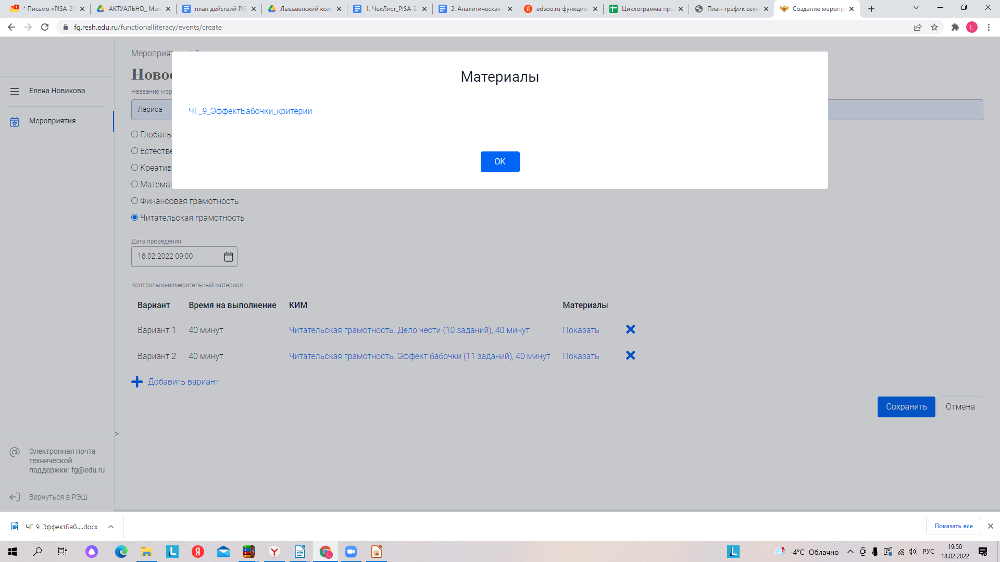 * Письмо «PISA-20
АКТУАЛЬНО_ Мон
план действий PIS
Лысьвенский кол
1. ЧекЛист_PISA-2
2. Аналитическая
edsoo.ru функцио
Циклограмма про
План-график сем
Создание меропр
fg.resh.edu.ru/functionalliteracy/events/create
L
Мероприят
Материалы
Ново
Елена Новикова
Название мер
Лариса
ЧГ_9_ЭффектБабочки_критерии
Мероприятия
Глобаль
Естестве
Креатив
ОК
Математ
Финансовая грамотность
Читательская грамотность
Дата проведения
18.02.2022 09:00
Контрольно-измерительный материал
Вариант Время на выполнение КИМ Материалы
Вариант 1 40 минут Читательская грамотность. Дело чести (10 заданий), 40 минут Показать
Вариант 2 40 минут Читательская грамотность. Эффект бабочки (11 заданий), 40 минут Показать
Добавить вариант
Сохранить Отмена
>
Электронная почта
технической
поддержки: fg@edu.ru
Вернуться в РЭШ
ЧГ_9_ЭффектБаб....docx
Показать все
-4°C Облачно
РУС
19:50
18.02.2022